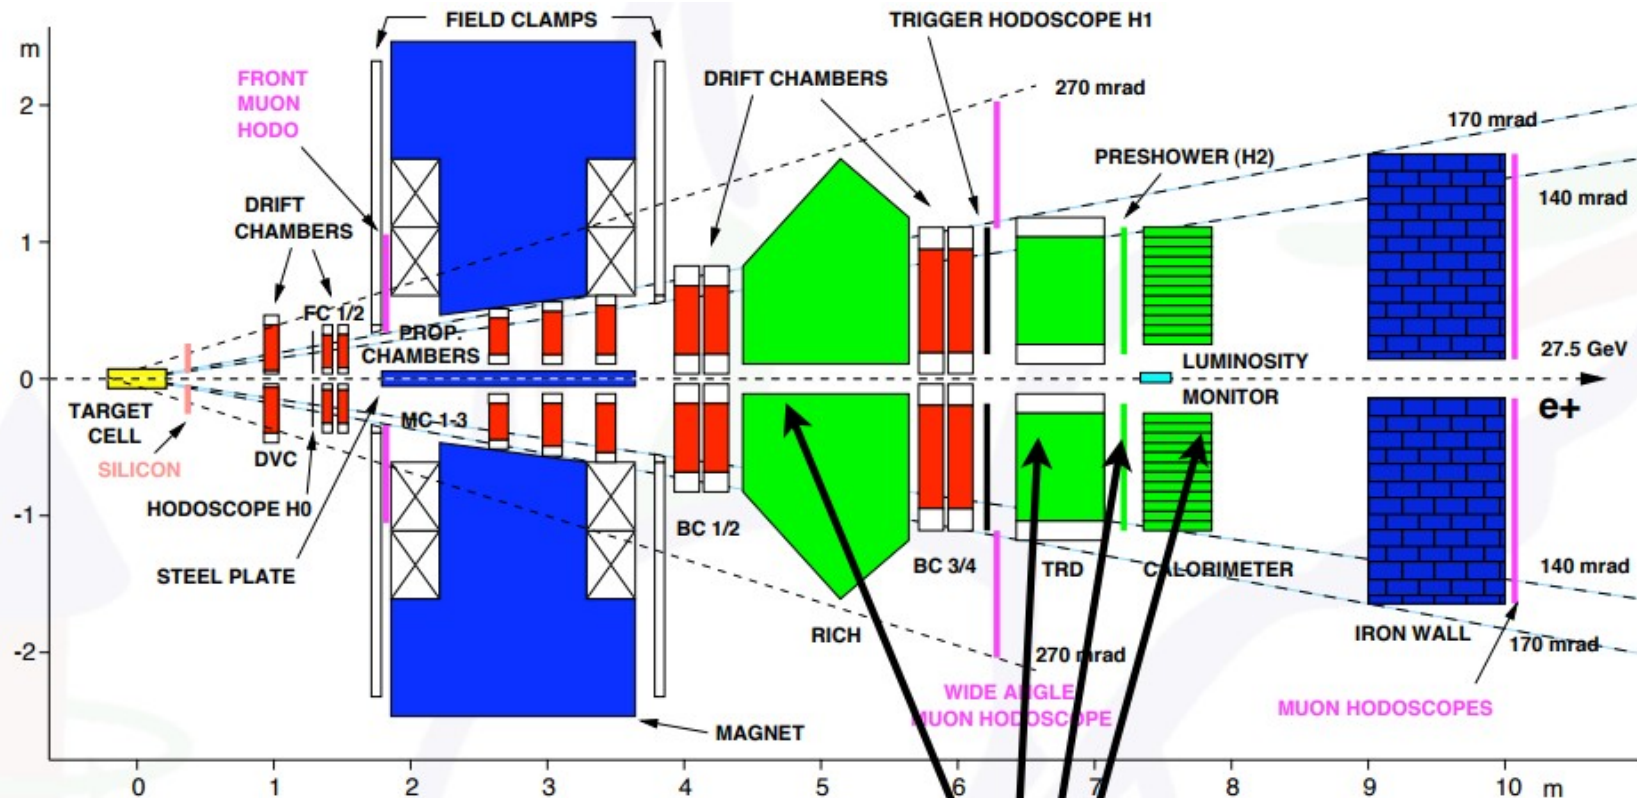 FIELD CLAMPS
TRIGGER HODOSCOPE H1
m
FRONT
MUON
HODO
DRIFT CHAMBERS
270 mrad
2
170 mrad
PRESHOWER (H2)
DRIFT
CHAMBERS
140 mrad
1
FC 1/2
PROP.
CHAMBERS
27.5 GeV
LUMINOSITY
0
MONITOR
e+
TARGET
CELL
MC 1-3
SILICON
DVC
HODOSCOPE H0
-1
BC 1/2
STEEL PLATE
BC 3/4
TRD
CALORIMETER
140 mrad
RICH
IRON WALL
170 mrad
-2
270 mrad
WIDE ANGLE
MUON HODOSCOPE
MUON HODOSCOPES
MAGNET
0 1 2 3 4 5 6 7 8 9 10 m